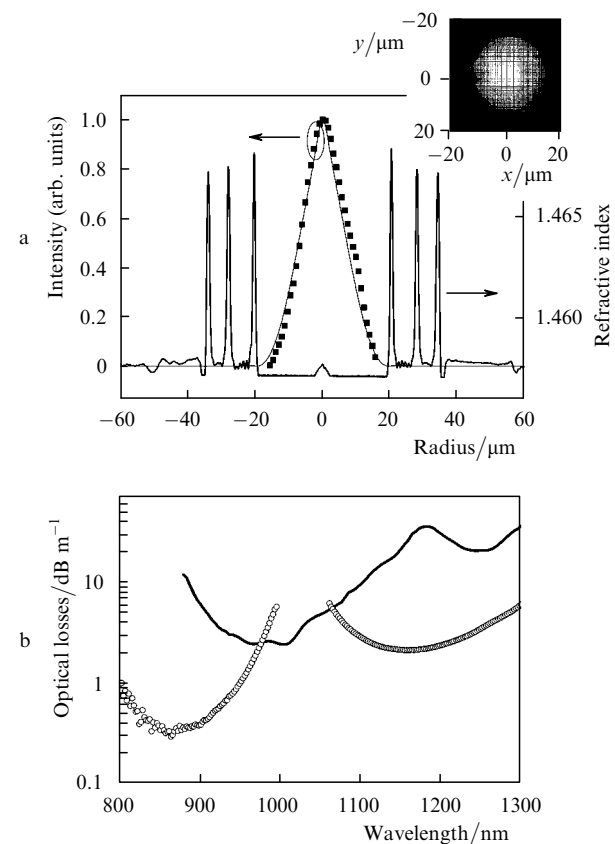 −20
y/μm
0
20
−20 0 20
x/μm
a
Intensity (arb. units)
1.0
0.8
0.6
0.4
0.2
0
1.465
1.460
Refractive index
−60 −40 −20 0 20 40 60
Radius/μm
b
Optical losses/dB m⁻¹
10
1
0.1
800 900 1000 1100 1200 1300
Wavelength/nm